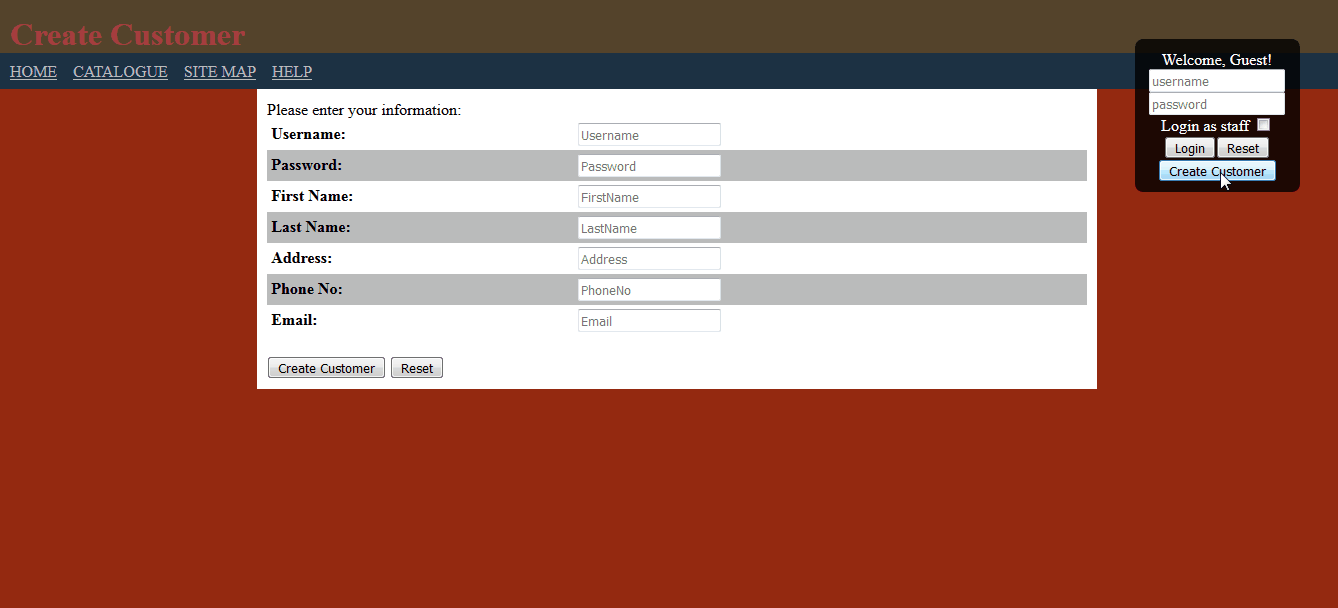 Create Customer
HOME CATALOGUE SITE MAP HELP
Welcome, Guest!
username
password
Login as staff
Login Reset
Create Customer
Please enter your information:
Username: Username
Password: Password
First Name: FirstName
Last Name: LastName
Address: Address
Phone No: PhoneNo
Email: Email
Create Customer Reset